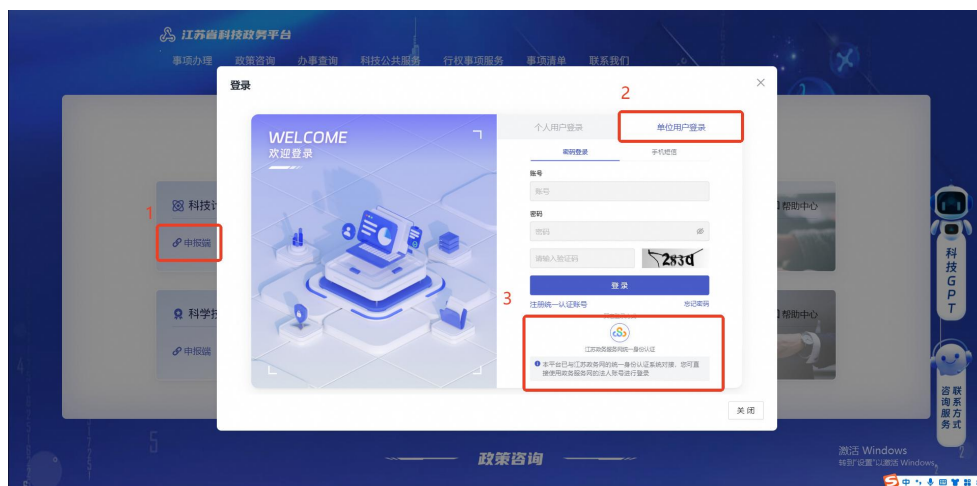 江苏省科技政务平台
事项办理 政策咨询 办事查询 科技公共服务 行权事项服务 事项清单 联系我们
登录
×
2
WELCOME
欢迎登录
个人用户登录
单位用户登录
密码登录
手机短信
账号
账号
密码
密码
请输入验证码
283d
登 录
注册统一认证账号
忘记密码
3
江苏政务服务网统一身份认证
本平台已与江苏政务网的统一身份认证系统对接，您可直
接使用政务服务网的法人账号进行登录
关 闭
1
科技计
申报端
科学技
申报端
帮助中心
帮助中心
科技GPT
联系方式
咨询服务
政策咨询
激活 Windows
转到"设置"以激活 Windows。
中